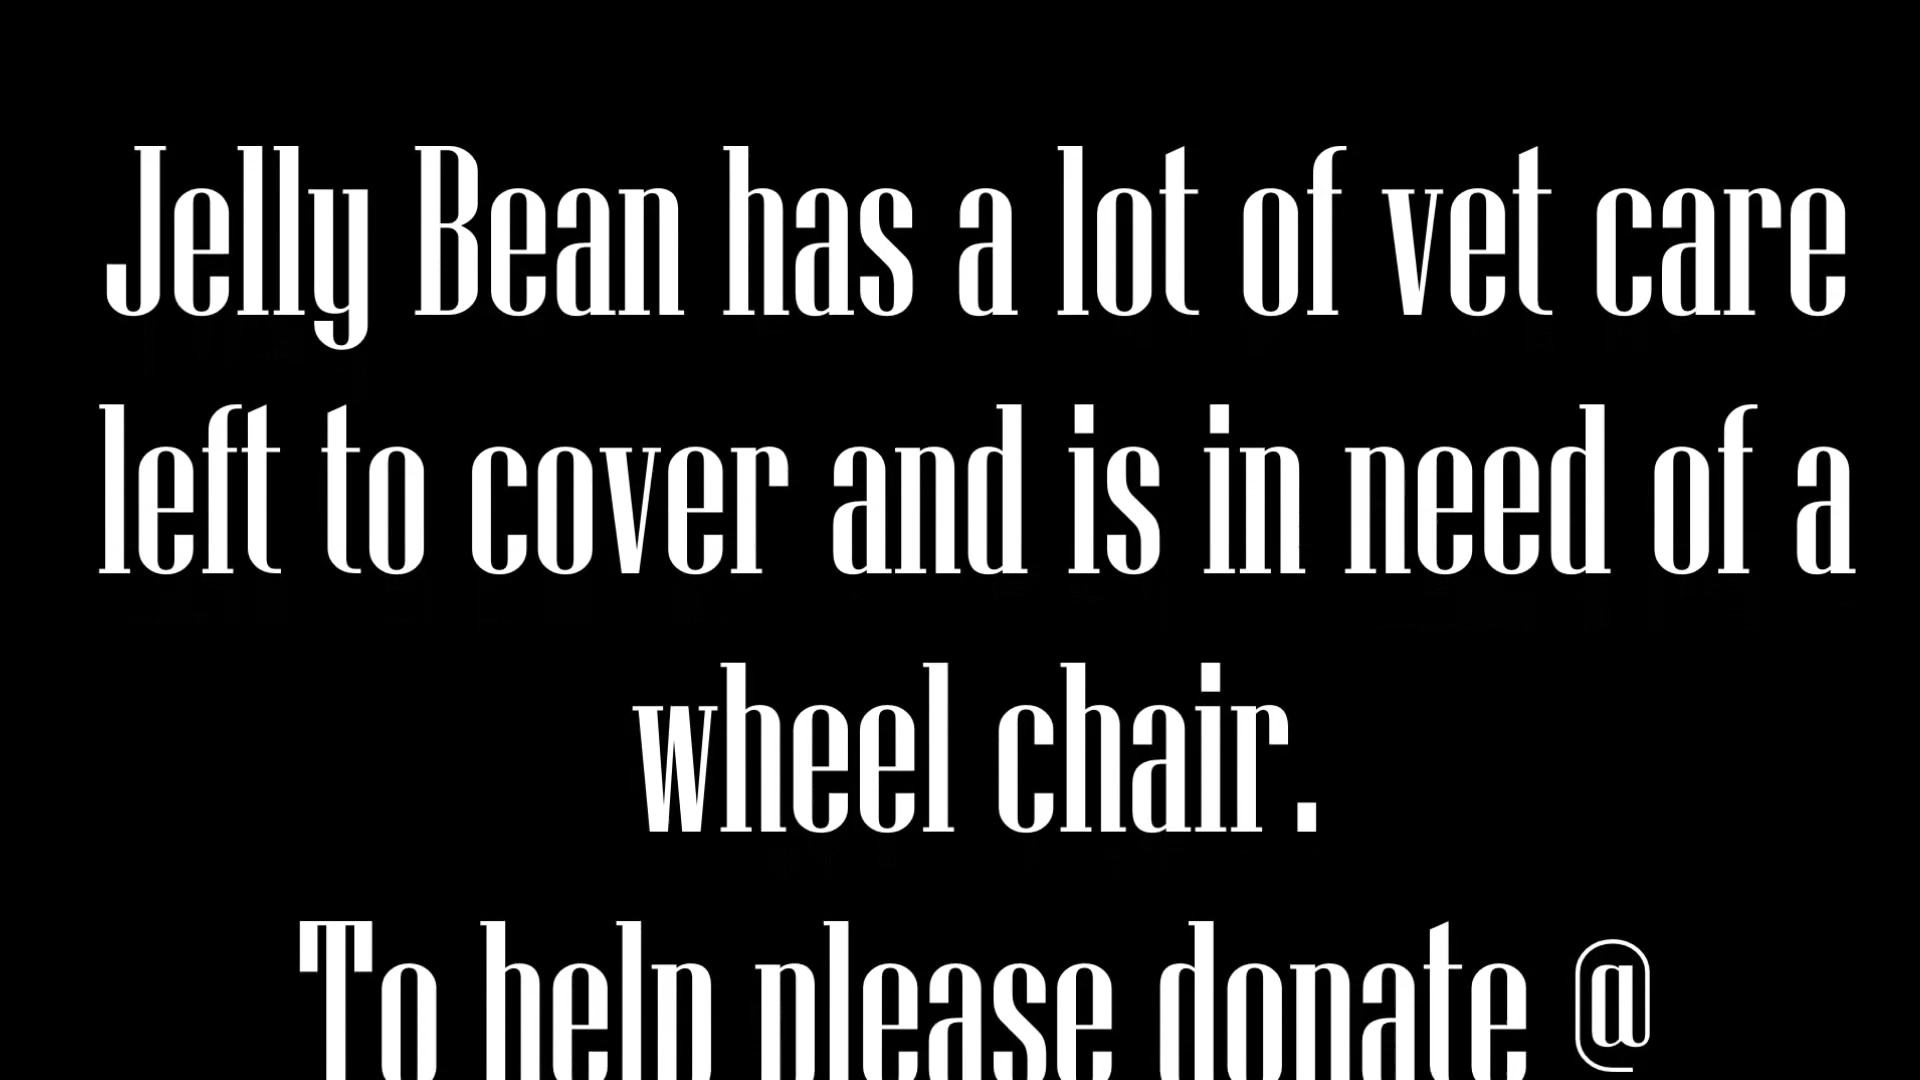 Jelly Bean has a lot of vet care
left to cover and is in need of a
wheel chair.
To help please donate @